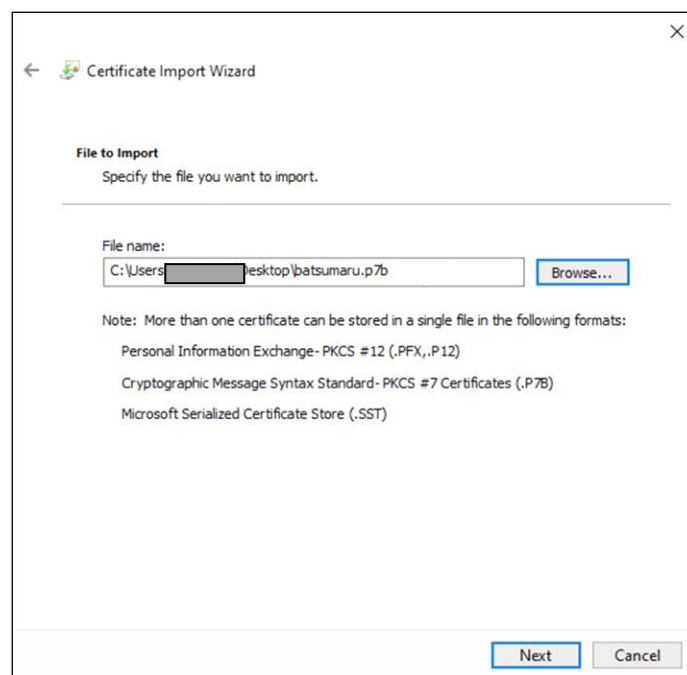 Certificate Import Wizard
File to Import
Specify the file you want to import.
File name:
C:\Users esktop\batsumaru.p7b
Browse...
Note: More than one certificate can be stored in a single file in the following formats:
Personal Information Exchange- PKCS #12 (.PFX,.P12)
Cryptographic Message Syntax Standard- PKCS #7 Certificates (.P7B)
Microsoft Serialized Certificate Store (.SST)
Next Cancel